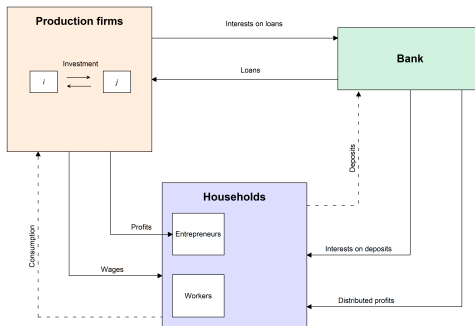 Production firms
Interests on loans
Investment
i
j
Loans
Bank
Consumption
Deposits
Households
Profits
Entrepreneurs
Wages
Workers
Interests on deposits
Distributed profits